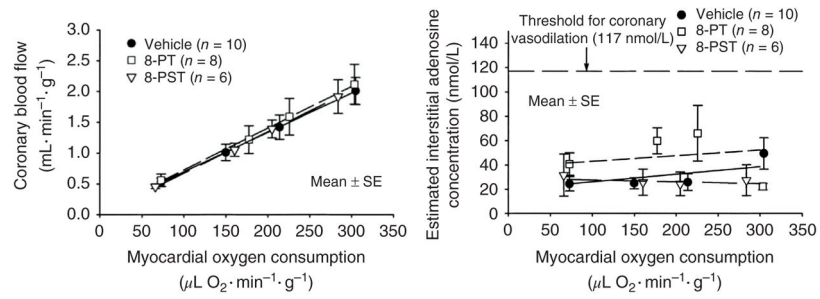 Coronary blood flow
(mL·min⁻¹·g⁻¹)
3.0
2.5
2.0
1.5
1.0
0.5
0.0
Vehicle (n = 10)
8-PT (n = 8)
8-PST (n = 6)
Mean ± SE
0 50 100 150 200 250 300 350
Myocardial oxygen consumption
(μL O₂·min⁻¹·g⁻¹)
Estimated interstitial adenosine
concentration (nmol/L)
140
120
100
80
60
40
20
0
Threshold for coronary
vasodilation (117 nmol/L)
Vehicle (n = 10)
8-PT (n = 8)
8-PST (n = 6)
Mean ± SE
0 50 100 150 200 250 300 350
Myocardial oxygen consumption
(μL O₂·min⁻¹·g⁻¹)